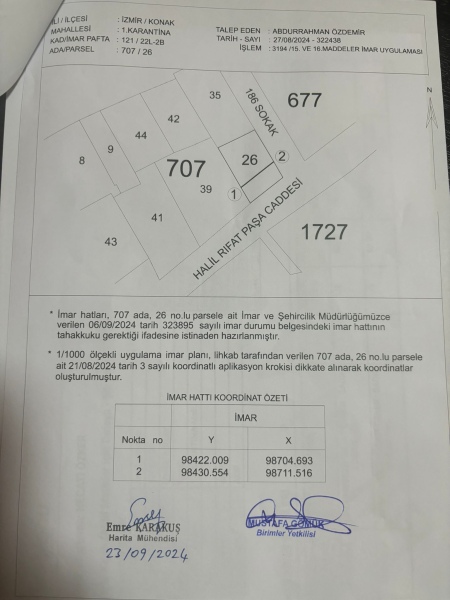 İLİ / İLÇESİ : İZMİR / KONAK
MAHALLESİ : 1.KARANTİNA
KAD/İMAR PAFTA : 121 / 22L-2B
ADA/PARSEL : 707 / 26
TALEP EDEN : ABDURRAHMAN ÖZDEMİR
TARİH - SAYI : 27/08/2024 - 322438
İŞLEM : 3194 /15. VE 16.MADDELER İMAR UYGULAMASI
N
35
186 SOKAK
677
42
44
9
8
707
26
2
39
1
41
43
HALİL RIFAT PAŞA CADDESİ
1727
* İmar hatları, 707 ada, 26 no.lu parsele ait İmar ve Şehircilik Müdürlüğümüzce
verilen 06/09/2024 tarih 323895 sayılı imar durumu belgesindeki imar hattının
tahakkuku gerektiği ifadesine istinaden hazırlanmıştır.
* 1/1000 ölçekli uygulama imar planı, lihkab tarafından verilen 707 ada, 26 no.lu parsele
ait 21/08/2024 tarih 3 sayılı koordinatlı aplikasyon krokisi dikkate alınarak koordinatlar
oluşturulmuştur.
İMAR HATTI KOORDİNAT ÖZETİ
İMAR
Nokta no Y X
1 98422.009 98704.693
2 98430.554 98711.516
Emre KARAKUŞ
Harita Mühendisi
23/09/2024
MUSTAFA
Birimler Yetkilisi